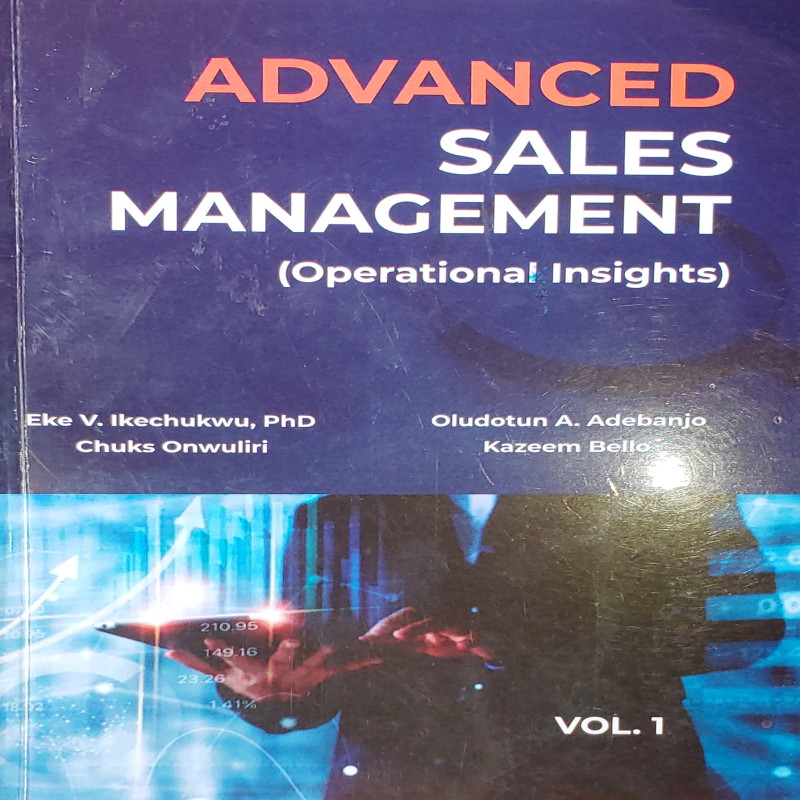 ADVANCED
SALES
MANAGEMENT
(Operational Insights)
Eke V. Ikechukwu, PhD
Chuks Onwuliri
Oludotun A. Adebanjo
Kazeem Bello
210.95
149.16
23.26
1.41%
VOL. 1